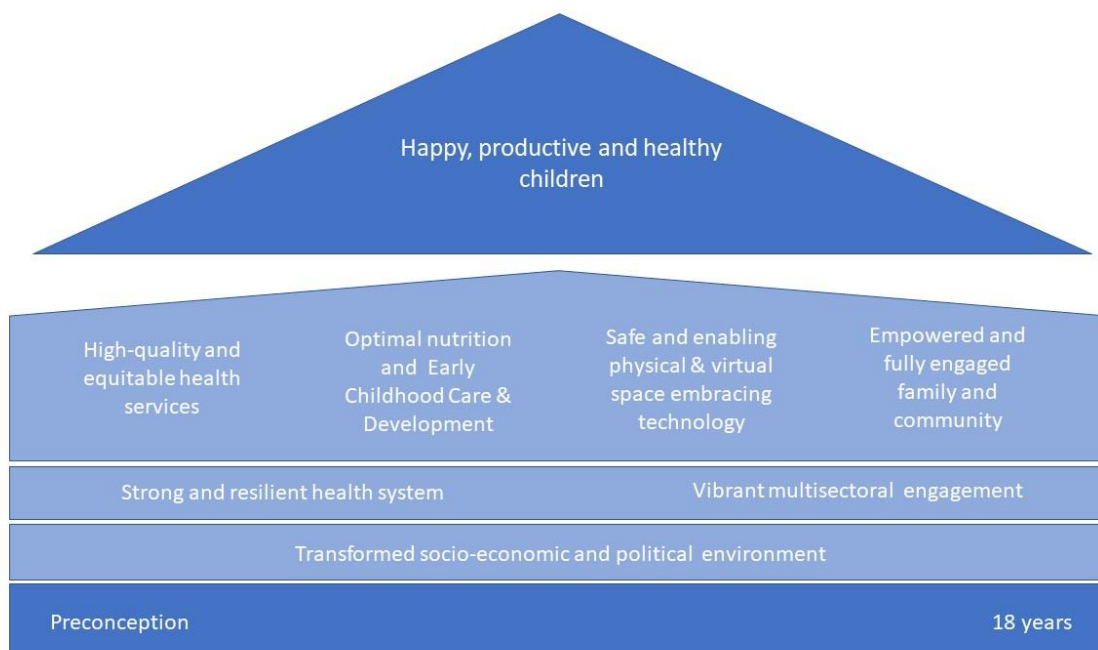 Happy, productive and healthy
children
High-quality and
equitable health
services
Optimal nutrition
and Early
Childhood Care &
Development
Safe and enabling
physical & virtual
space embracing
technology
Empowered and
fully engaged
family and
community
Strong and resilient health system
Vibrant multisectoral engagement
Transformed socio-economic and political environment
Preconception
18 years